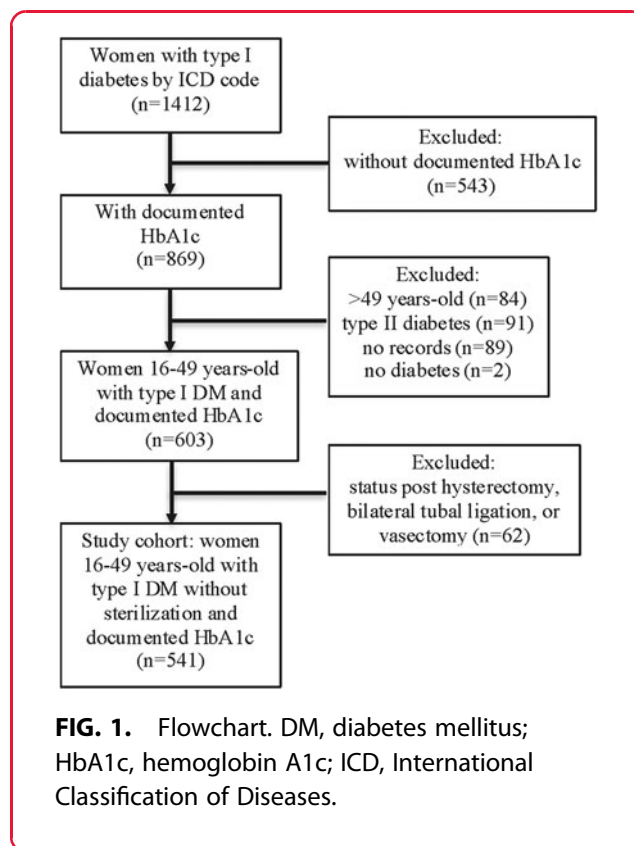 Women with type I
diabetes by ICD code
(n=1412)
Excluded:
without documented HbA1c
(n=543)
With documented
HbA1c
(n=869)
Excluded:
>49 years-old (n=84)
type II diabetes (n=91)
no records (n=89)
no diabetes (n=2)
Women 16-49 years-old
with type I DM and
documented HbA1c
(n=603)
Excluded:
status post hysterectomy,
bilateral tubal ligation, or
vasectomy (n=62)
Study cohort: women
16-49 years-old with
type I DM without
sterilization and
documented HbA1c
(n=541)
FIG. 1. Flowchart. DM, diabetes mellitus;
HbA1c, hemoglobin A1c; ICD, International
Classification of Diseases.